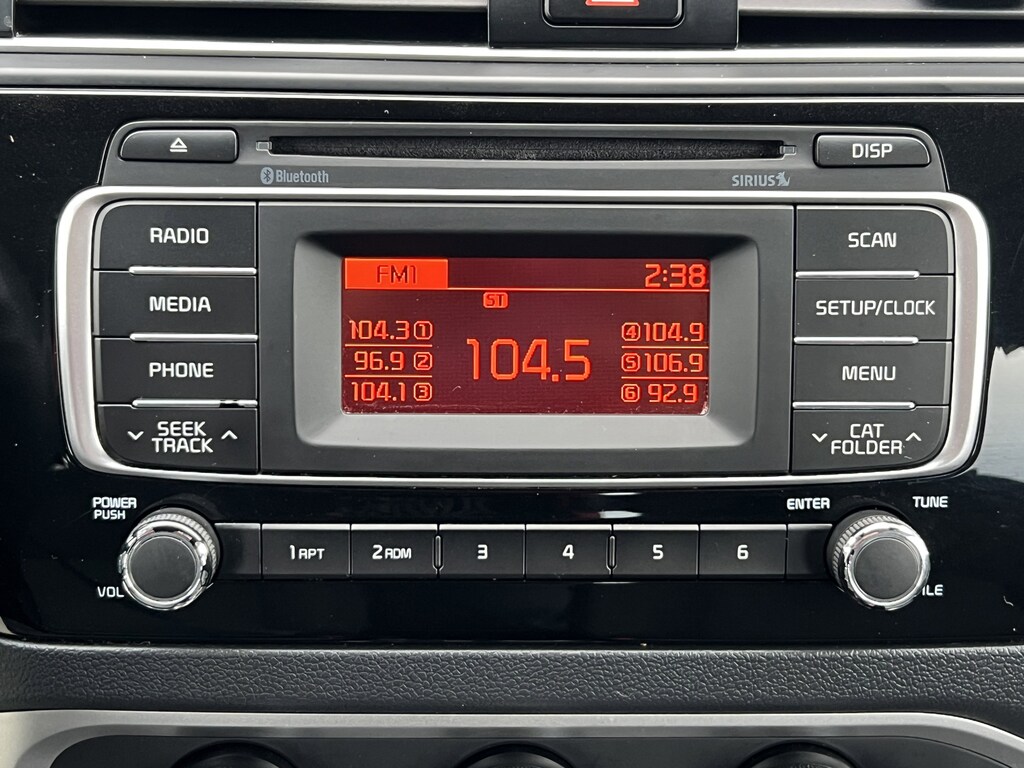 DISP
Bluetooth
SIRIUS
RADIO
MEDIA
PHONE
SEEK
TRACK
FM1
2:38
ST
104.3 1
96.9 2
104.1 3
104.5
4 104.9
5 106.9
6 92.9
SCAN
SETUP/CLOCK
MENU
CAT
FOLDER
POWER
PUSH
VOL
1 RPT
2 RDM
3
4
5
6
ENTER
TUNE